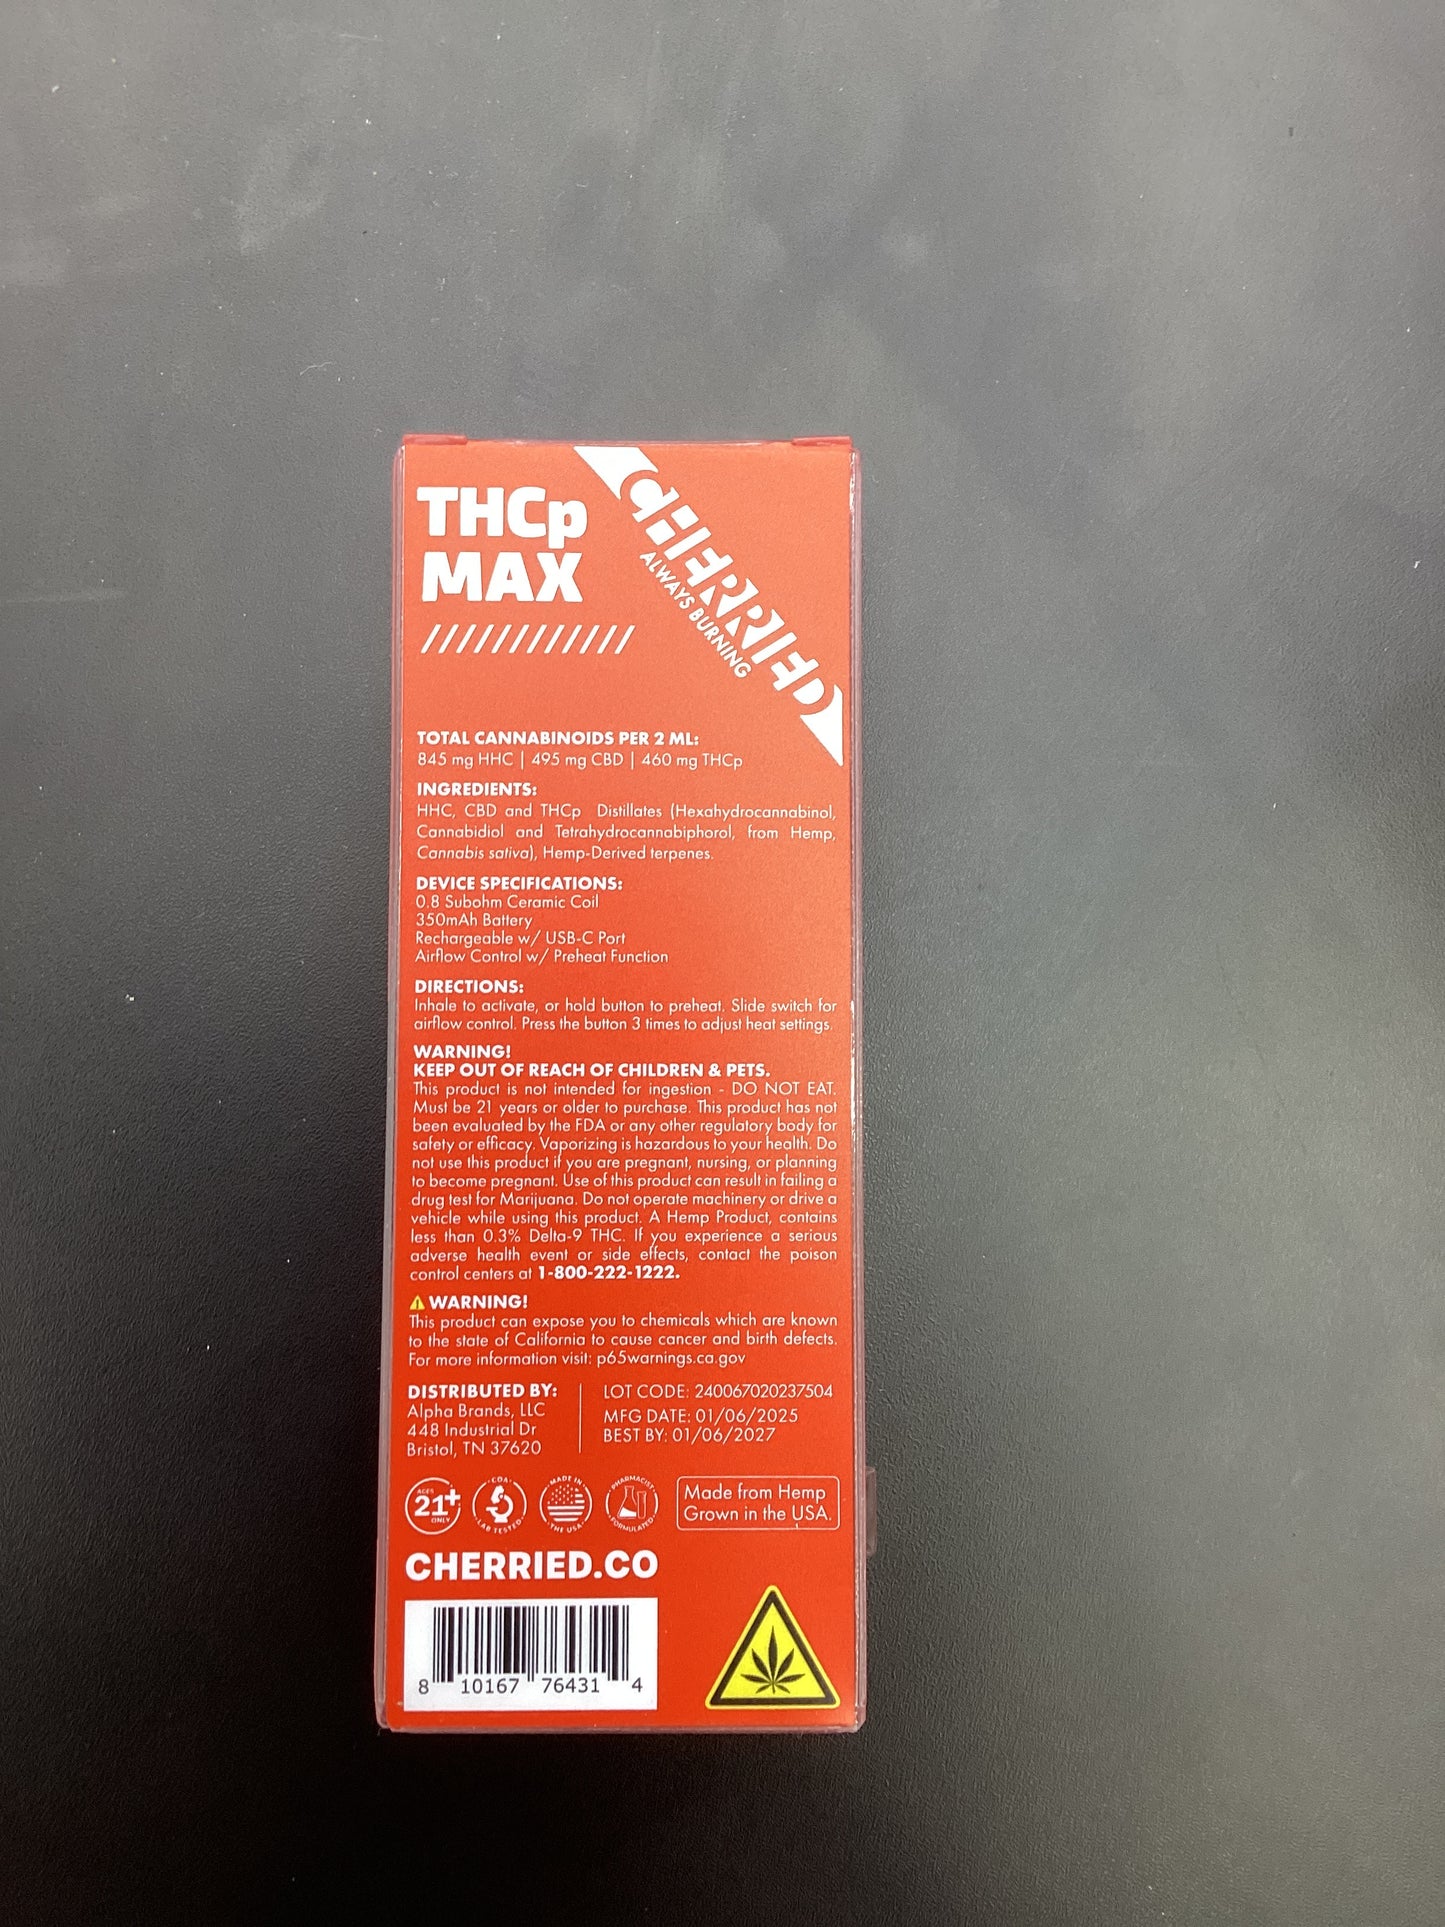 THCp
MAX
CHERRIED
ALWAYS BURNING
TOTAL CANNABINOIDS PER 2 ML:
845 mg HHC | 495 mg CBD | 460 mg THCp
INGREDIENTS:
HHC, CBD and THCp Distillates (Hexahydrocannabinol,
Cannabidiol and Tetrahydrocannabiphorol, from Hemp,
Cannabis sativa), Hemp-Derived terpenes.
DEVICE SPECIFICATIONS:
0.8 Subohm Ceramic Coil
350mAh Battery
Rechargeable w/ USB-C Port
Airflow Control w/ Preheat Function
DIRECTIONS:
Inhale to activate, or hold button to preheat. Slide switch for
airflow control. Press the button 3 times to adjust heat settings.
WARNING!
KEEP OUT OF REACH OF CHILDREN & PETS.
This product is not intended for ingestion - DO NOT EAT.
Must be 21 years or older to purchase. This product has not
been evaluated by the FDA or any other regulatory body for
safety or efficacy. Vaporizing is hazardous to your health. Do
not use this product if you are pregnant, nursing, or planning
to become pregnant. Use of this product can result in failing a
drug test for Marijuana. Do not operate machinery or drive a
vehicle while using this product. A Hemp Product, contains
less than 0.3% Delta-9 THC. If you experience a serious
adverse health event or side effects, contact the poison
control centers at 1-800-222-1222.
WARNING!
This product can expose you to chemicals which are known
to the state of California to cause cancer and birth defects.
For more information visit: p65warnings.ca.gov
DISTRIBUTED BY:
Alpha Brands, LLC
448 Industrial Dr
Bristol, TN 37620
LOT CODE: 240067020237504
MFG DATE: 01/06/2025
BEST BY: 01/06/2027
AGES
21+
ONLY
COA
LAB TESTED
MADE IN
THE USA
PHARMACIST
FORMULATED
Made from Hemp
Grown in the USA.
CHERRIED.CO
8 10167 76431 4